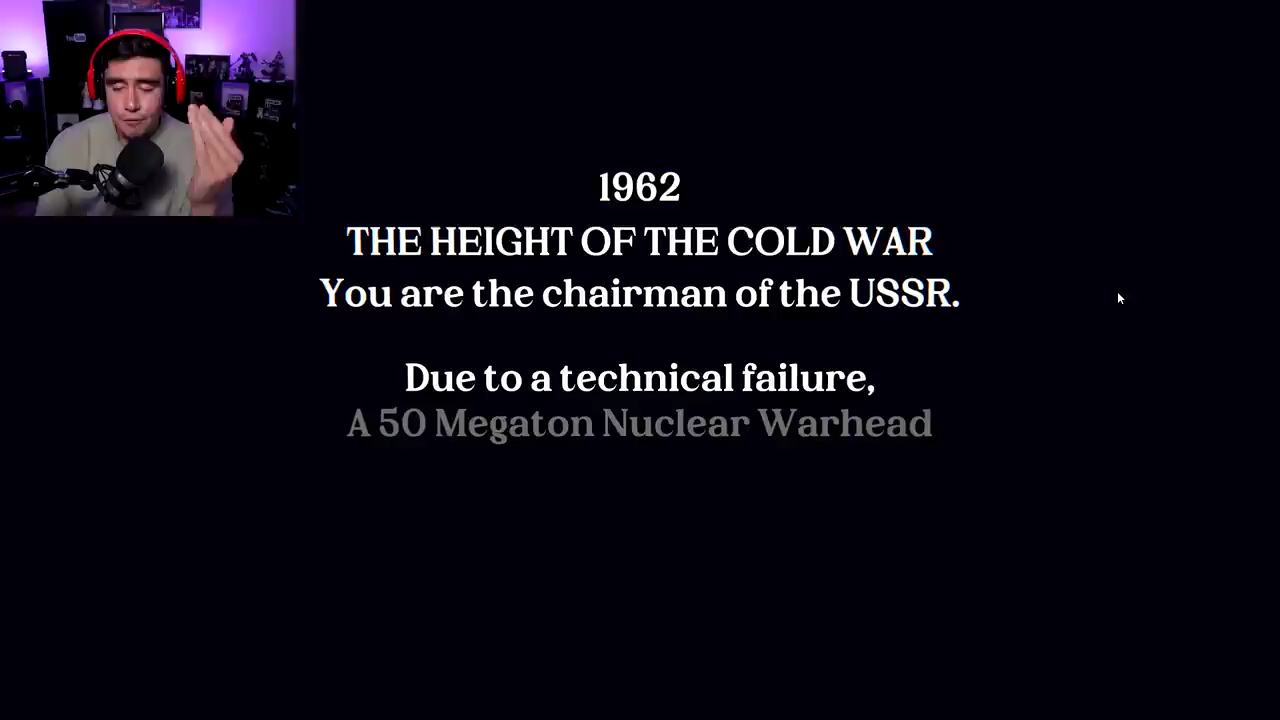 1962
THE HEIGHT OF THE COLD WAR
You are the chairman of the USSR.
Due to a technical failure,
A 50 Megaton Nuclear Warhead